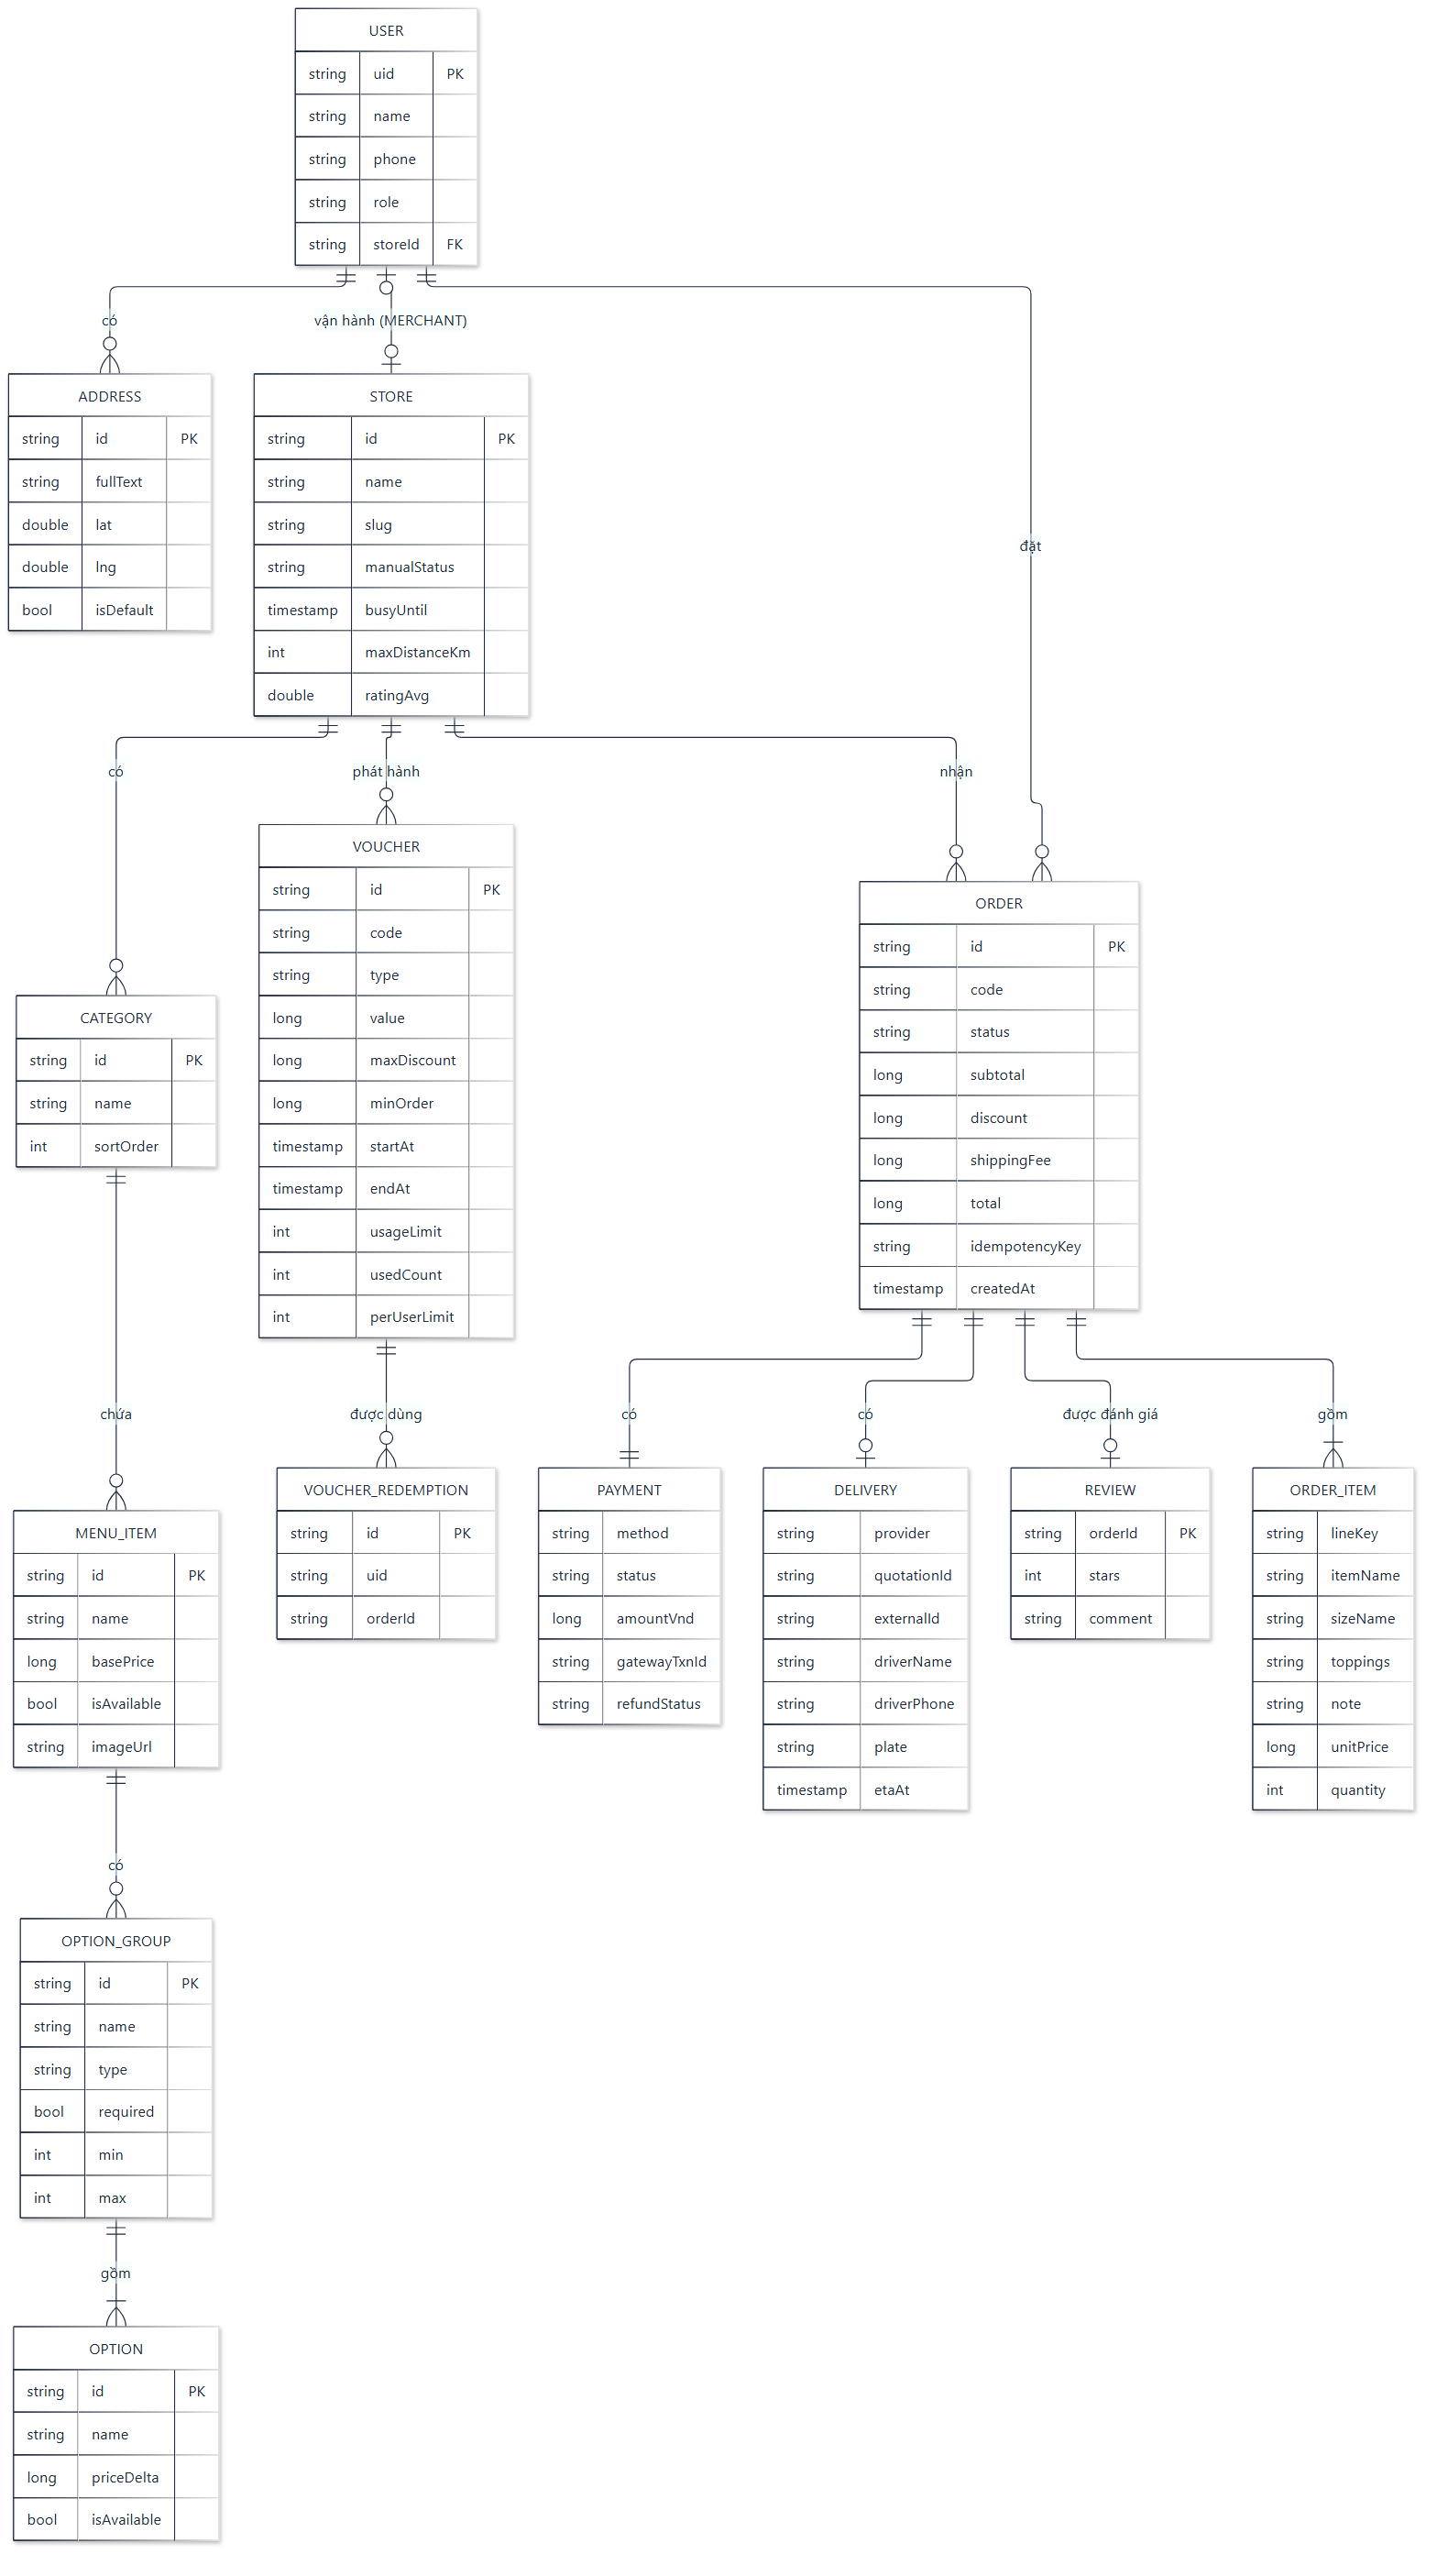 USER
string uid PK
string name
string phone
string role
string storeId FK
có
vận hành (MERCHANT)
đặt
ADDRESS
string id PK
string fullText
double lat
double lng
bool isDefault
STORE
string id PK
string name
string slug
string manualStatus
timestamp busyUntil
int maxDistanceKm
double ratingAvg
có
phát hành
nhận
VOUCHER
string id PK
string code
string type
long value
long maxDiscount
long minOrder
timestamp startAt
timestamp endAt
int usageLimit
int usedCount
int perUserLimit
ORDER
string id PK
string code
string status
long subtotal
long discount
long shippingFee
long total
string idempotencyKey
timestamp createdAt
CATEGORY
string id PK
string name
int sortOrder
chứa
được dùng
có
có
được đánh giá
gồm
MENU_ITEM
string id PK
string name
long basePrice
bool isAvailable
string imageUrl
VOUCHER_REDEMPTION
string id PK
string uid
string orderId
PAYMENT
string method
string status
long amountVnd
string gatewayTxnId
string refundStatus
DELIVERY
string provider
string quotationId
string externalId
string driverName
string driverPhone
string plate
timestamp etaAt
REVIEW
string orderId PK
int stars
string comment
ORDER_ITEM
string lineKey
string itemName
string sizeName
string toppings
string note
long unitPrice
int quantity
có
OPTION_GROUP
string id PK
string name
string type
bool required
int min
int max
gồm
OPTION
string id PK
string name
long priceDelta
bool isAvailable